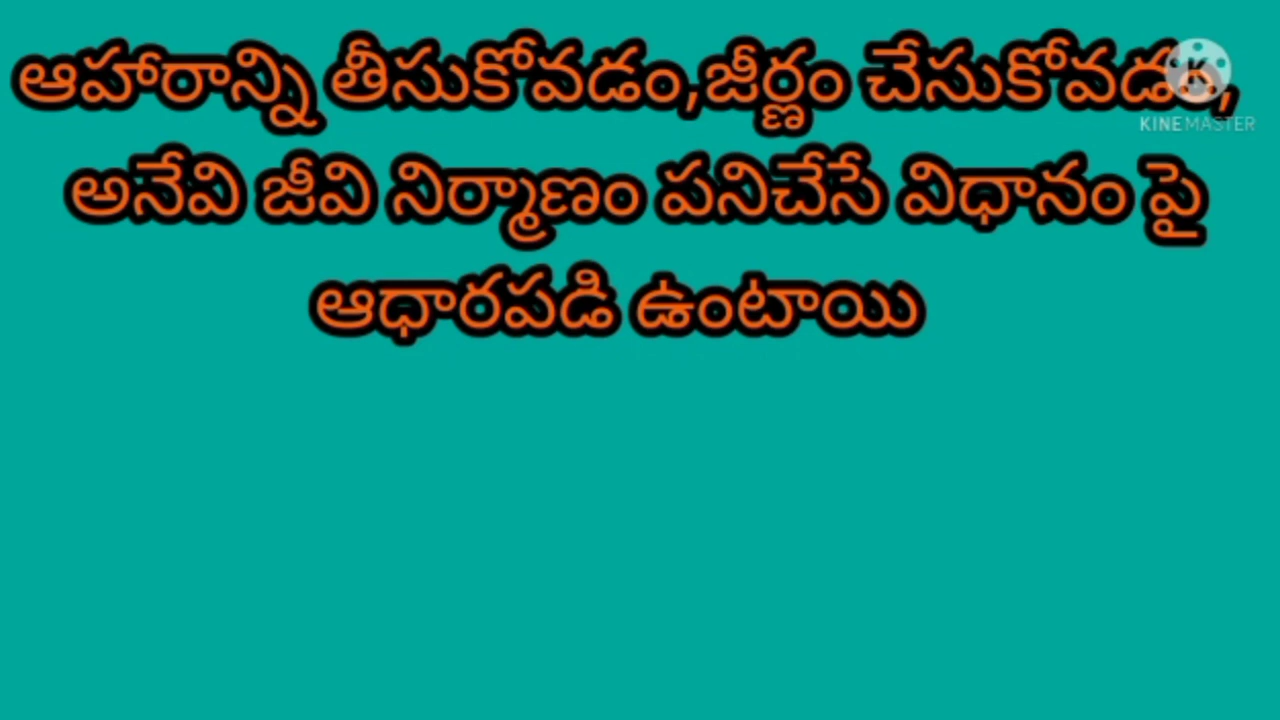 ఆహారాన్ని తీసుకోవడం,జీర్ణం చేసుకోవడం,
KINEMASTER
అనేవి జీవి నిర్మాణం పనిచేసే విధానం పై
ఆధారపడి ఉంటాయి